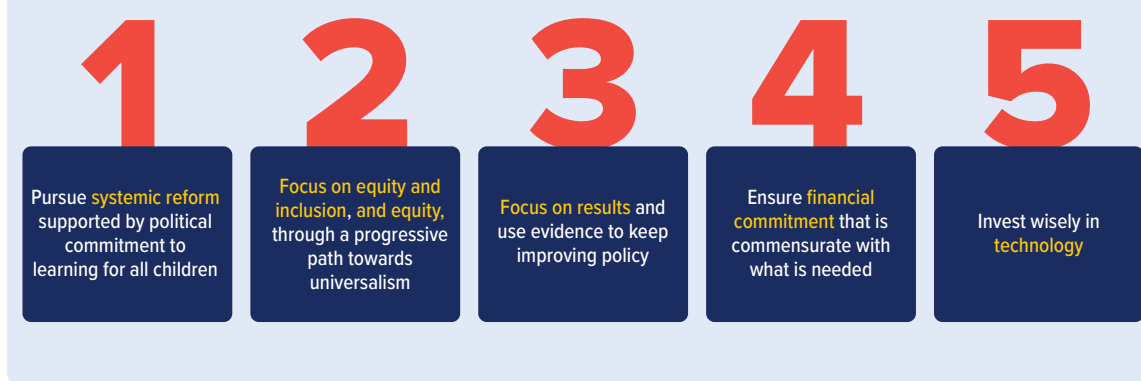 1
Pursue systemic reform
supported by political
commitment to
learning for all children
2
Focus on equity and
inclusion, and equity,
through a progressive
path towards
universalism
3
Focus on results and
use evidence to keep
improving policy
4
Ensure financial
commitment that is
commensurate with
what is needed
5
Invest wisely in
technology